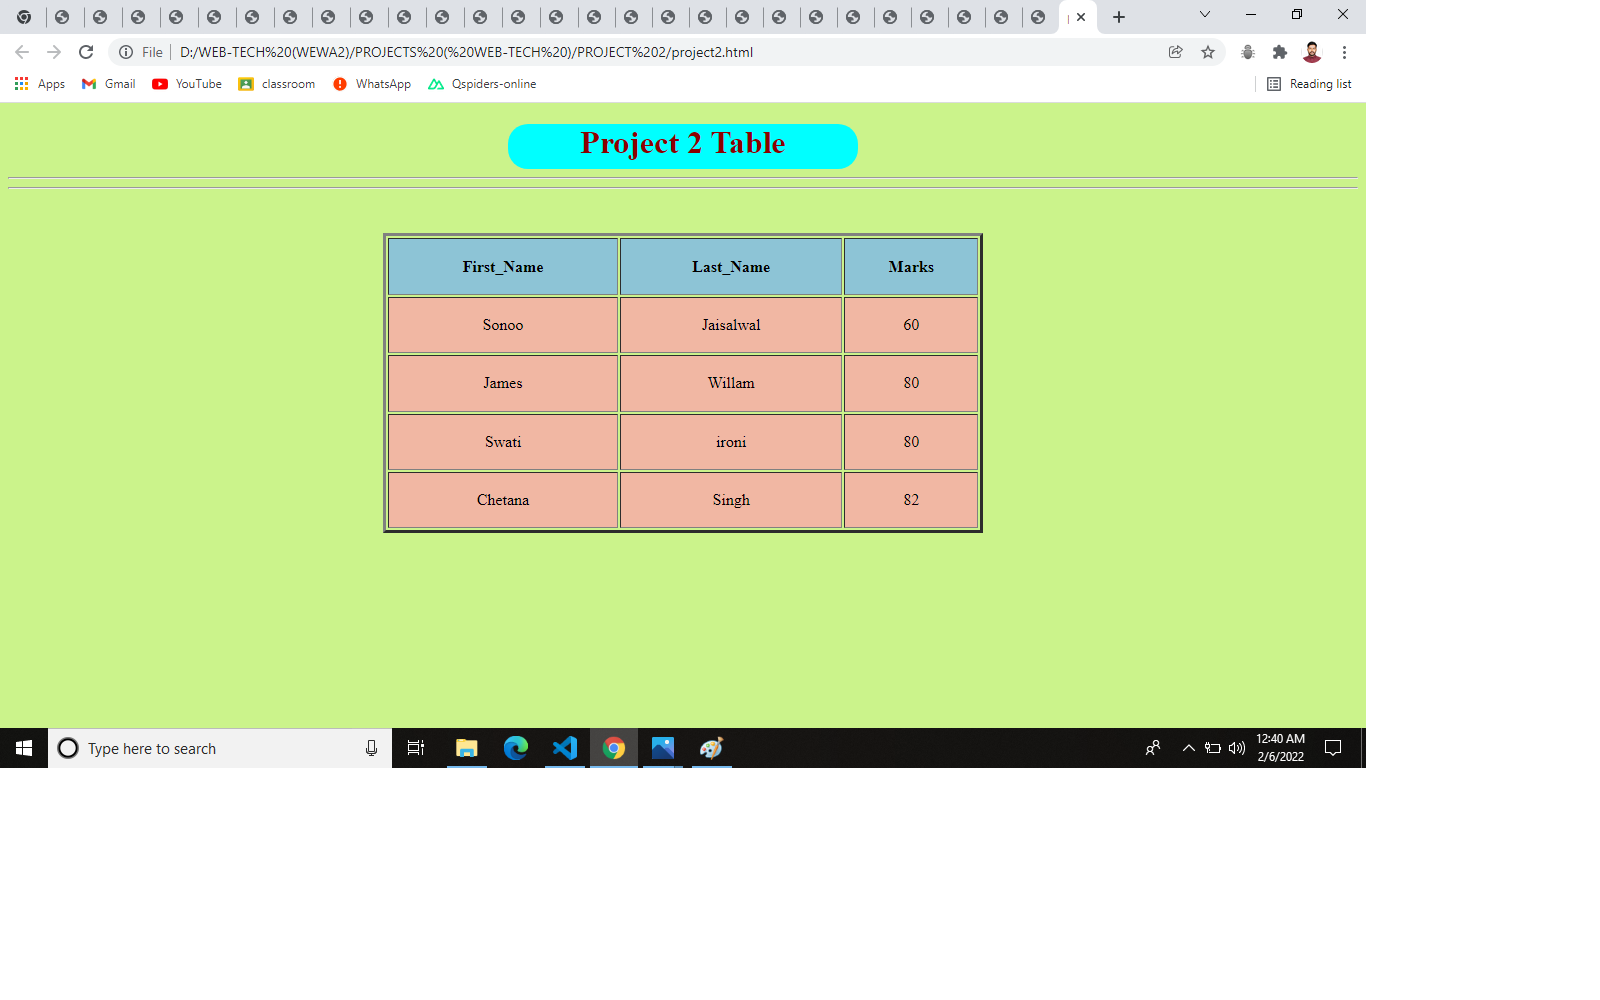 File D:/WEB-TECH%20(WEWA2)/PROJECTS%20(%20WEB-TECH%20)/PROJECT%202/project2.html
Apps Gmail YouTube classroom WhatsApp Qspiders-online Reading list
Project 2 Table
First_Name Last_Name Marks
Sonoo Jaisalwal 60
James Willam 80
Swati ironi 80
Chetana Singh 82
Type here to search
12:40 AM
2/6/2022